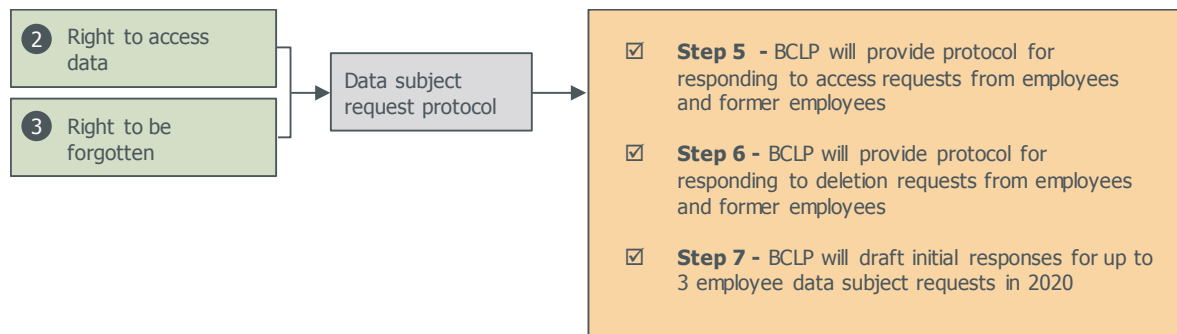 2 Right to access
data
3 Right to be
forgotten
Data subject
request protocol
☑ Step 5 - BCLP will provide protocol for
responding to access requests from employees
and former employees
☑ Step 6 - BCLP will provide protocol for
responding to deletion requests from employees
and former employees
☑ Step 7 - BCLP will draft initial responses for up to
3 employee data subject requests in 2020